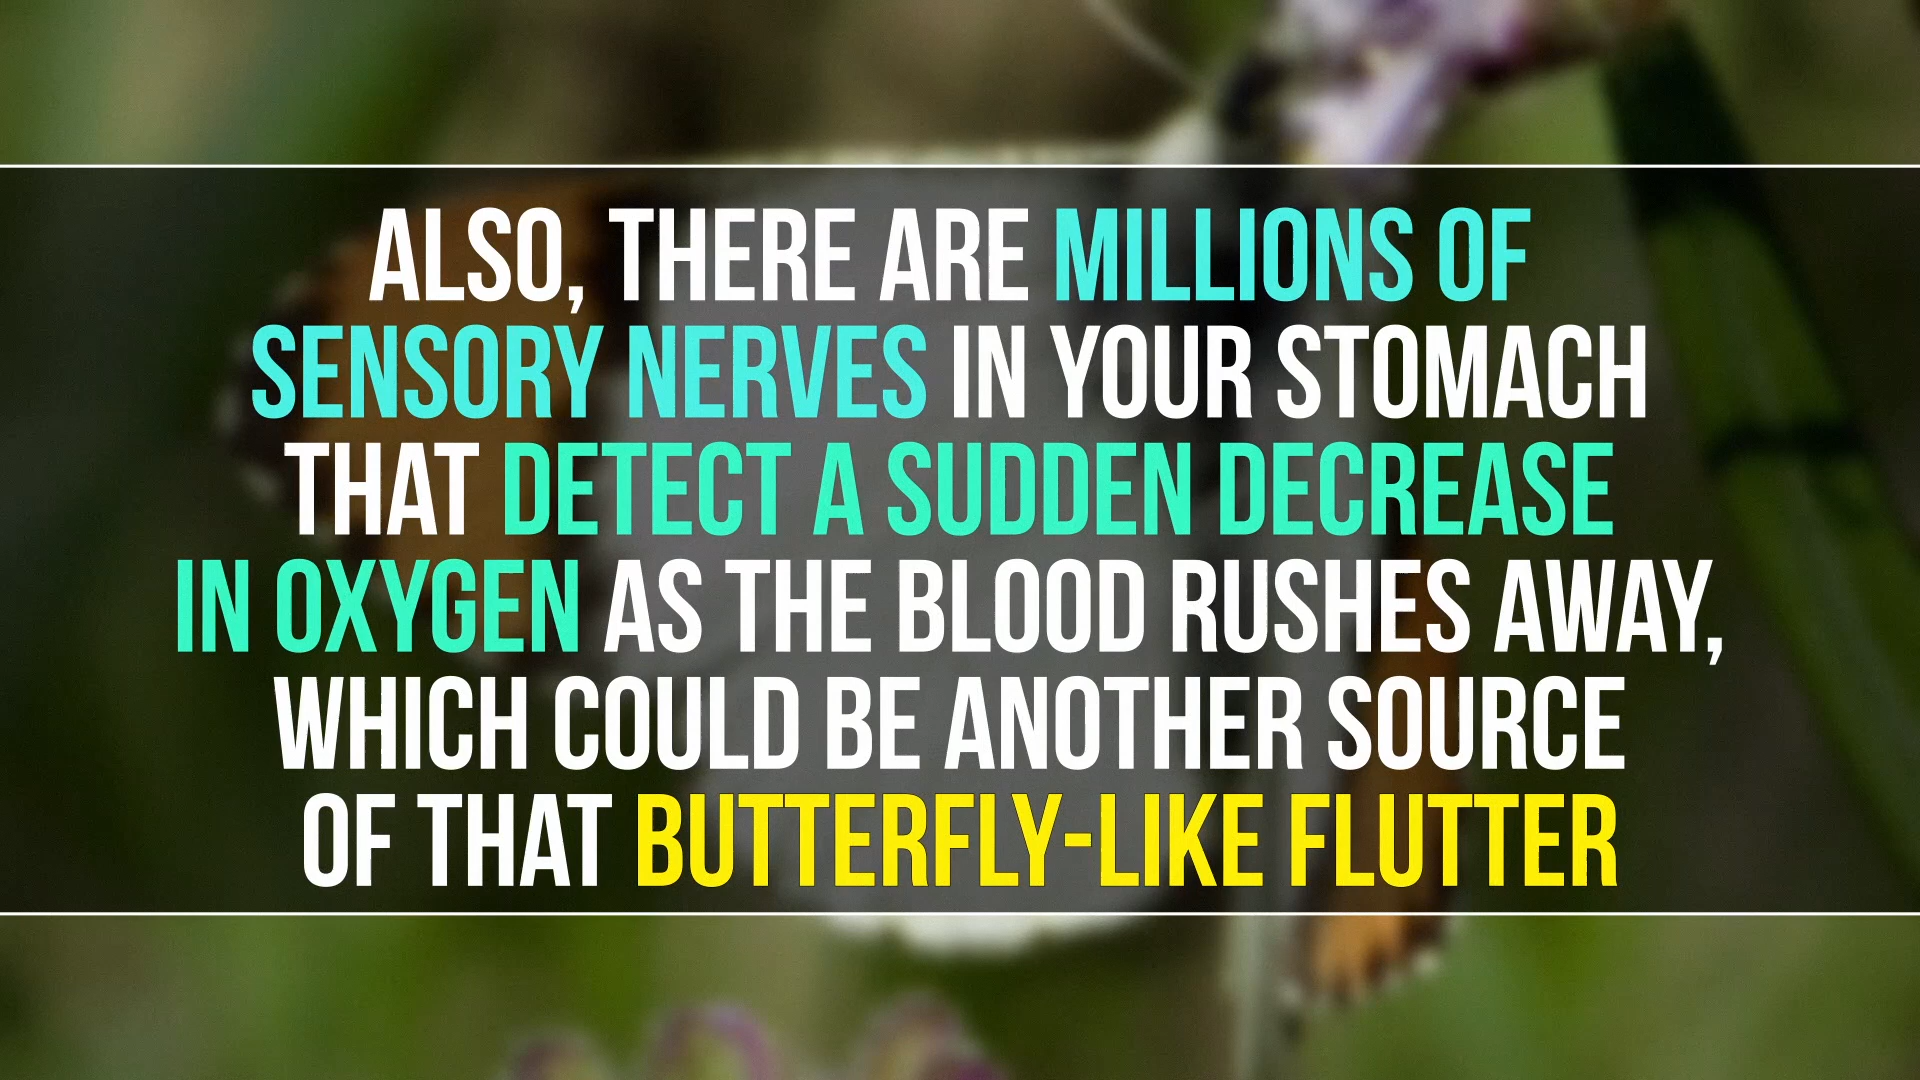 ALSO, THERE ARE MILLIONS OF
SENSORY NERVES IN YOUR STOMACH
THAT DETECT A SUDDEN DECREASE
IN OXYGEN AS THE BLOOD RUSHES AWAY,
WHICH COULD BE ANOTHER SOURCE
OF THAT BUTTERFLY-LIKE FLUTTER